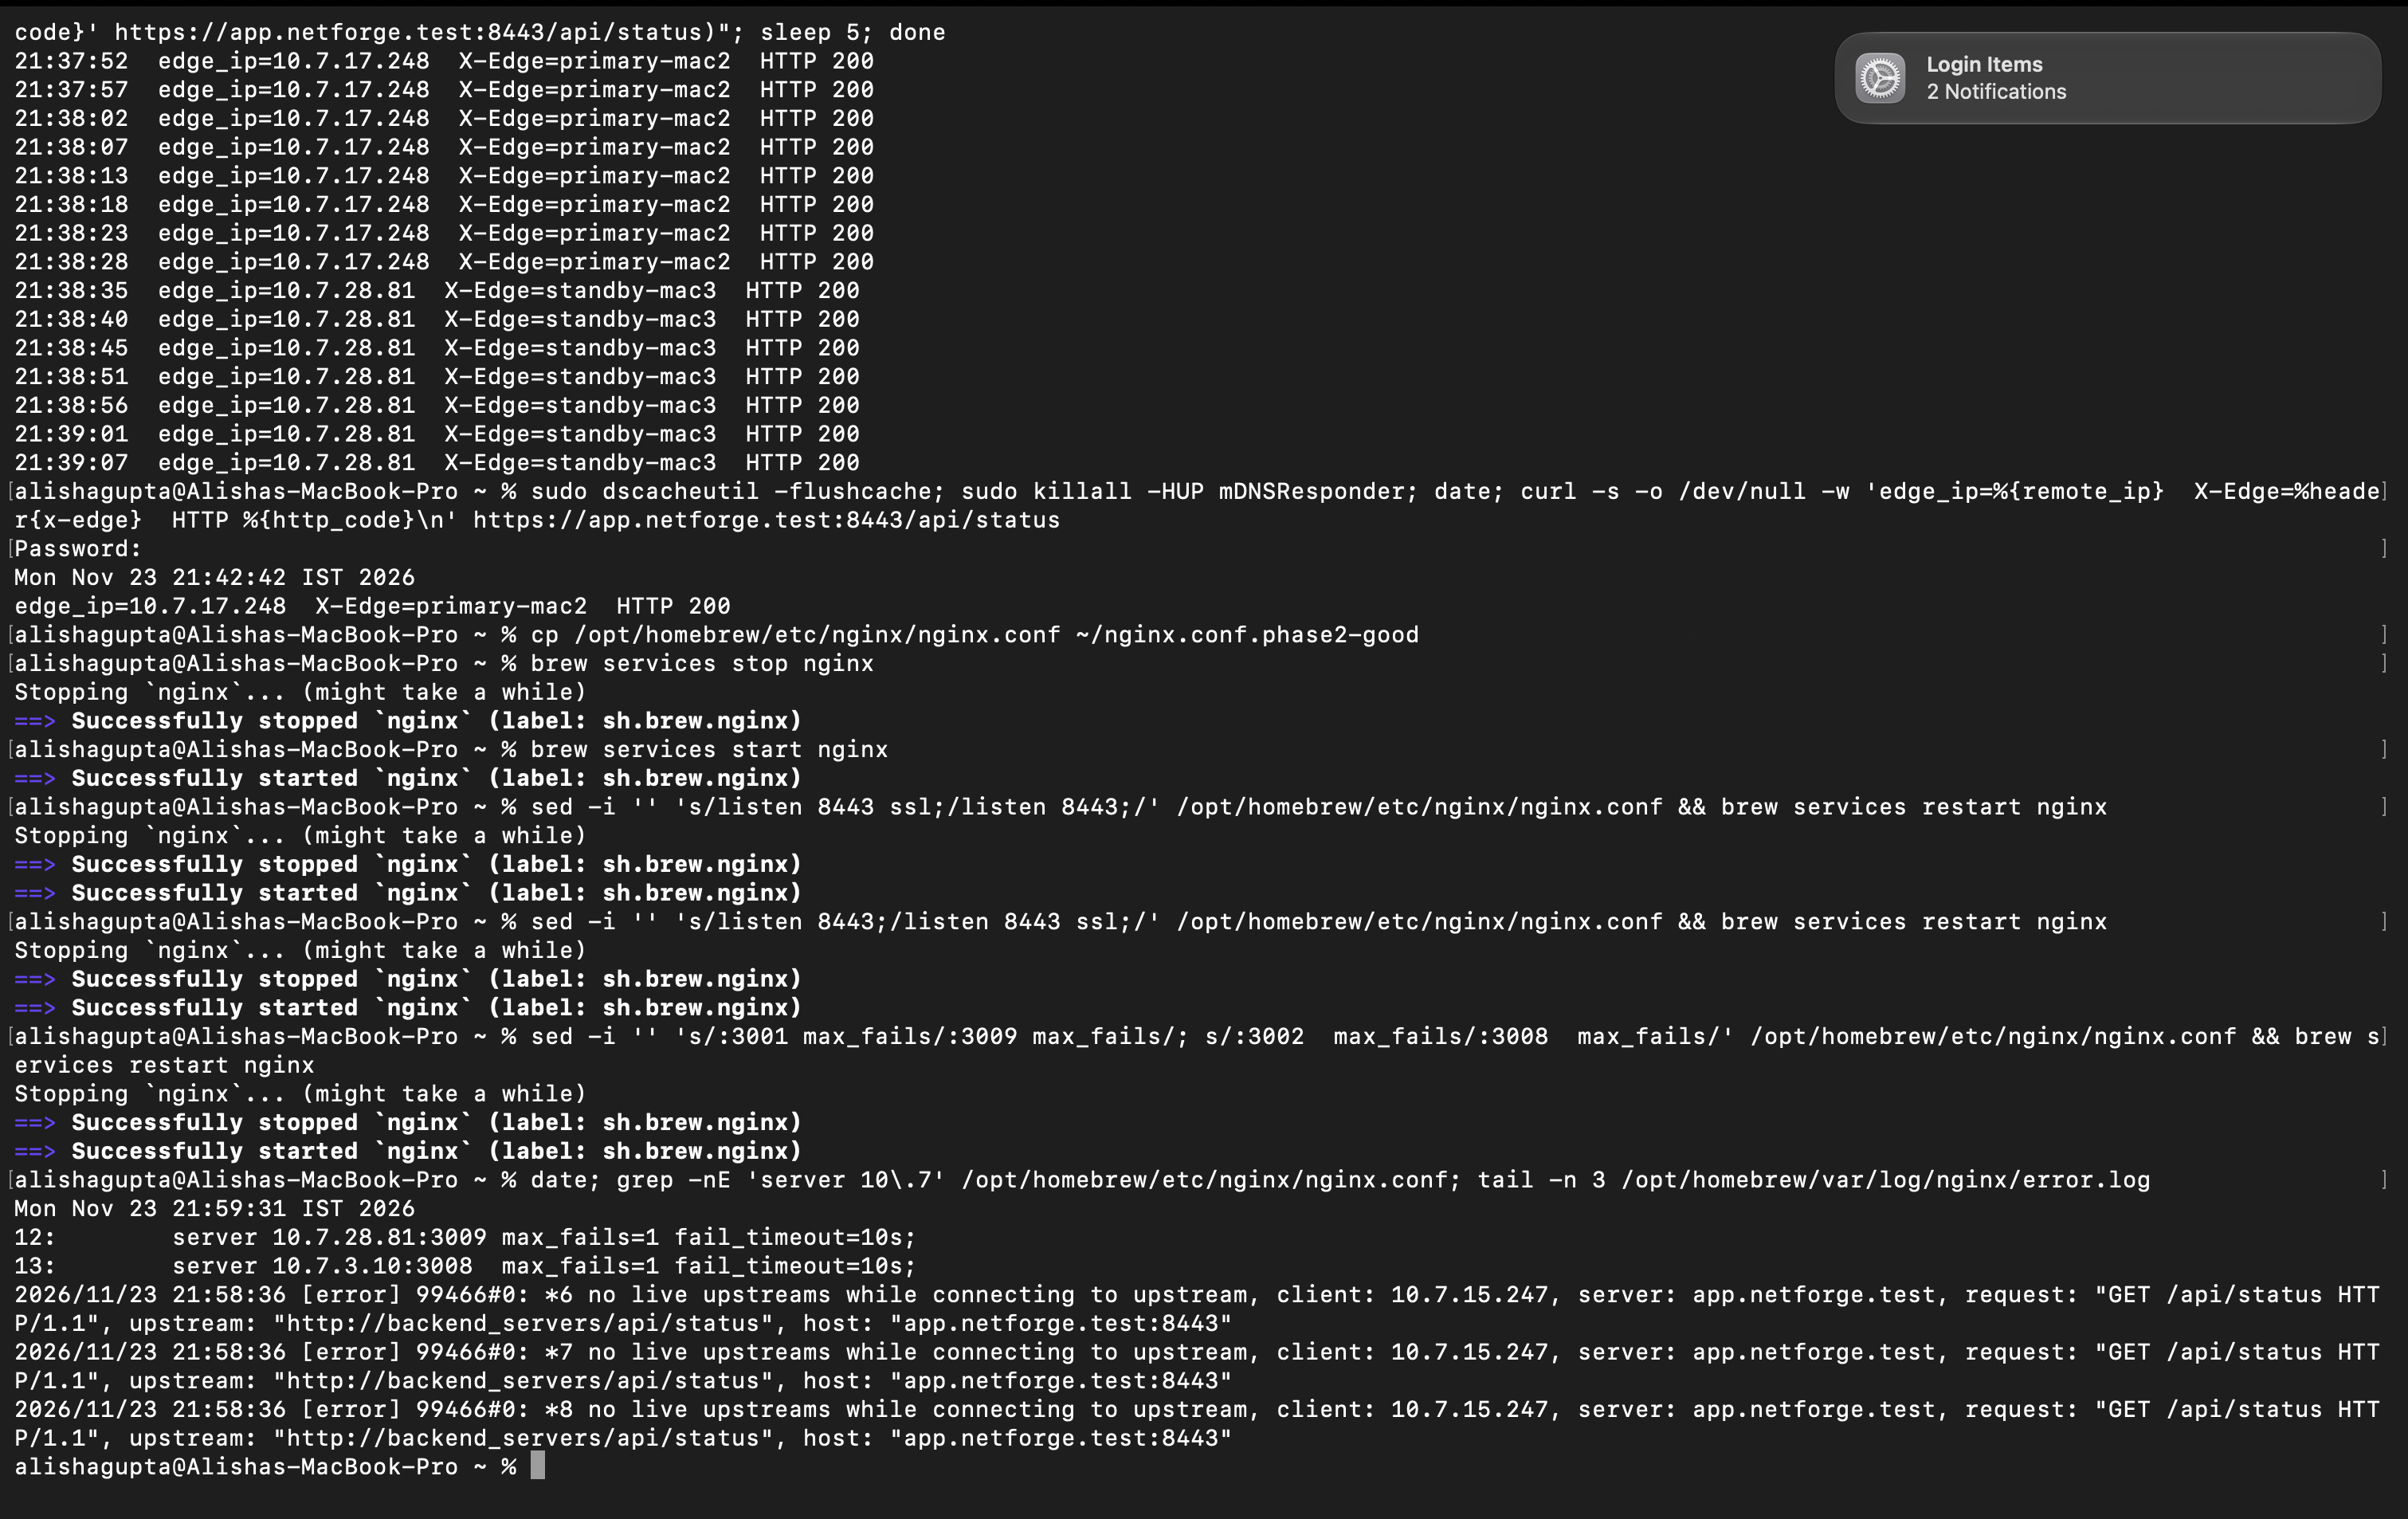 code}' https://app.netforge.test:8443/api/status)"; sleep 5; done
21:37:52  edge_ip=10.7.17.248  X-Edge=primary-mac2  HTTP 200
21:37:57  edge_ip=10.7.17.248  X-Edge=primary-mac2  HTTP 200
21:38:02  edge_ip=10.7.17.248  X-Edge=primary-mac2  HTTP 200
21:38:07  edge_ip=10.7.17.248  X-Edge=primary-mac2  HTTP 200
21:38:13  edge_ip=10.7.17.248  X-Edge=primary-mac2  HTTP 200
21:38:18  edge_ip=10.7.17.248  X-Edge=primary-mac2  HTTP 200
21:38:23  edge_ip=10.7.17.248  X-Edge=primary-mac2  HTTP 200
21:38:28  edge_ip=10.7.17.248  X-Edge=primary-mac2  HTTP 200
21:38:35  edge_ip=10.7.28.81  X-Edge=standby-mac3  HTTP 200
21:38:40  edge_ip=10.7.28.81  X-Edge=standby-mac3  HTTP 200
21:38:45  edge_ip=10.7.28.81  X-Edge=standby-mac3  HTTP 200
21:38:51  edge_ip=10.7.28.81  X-Edge=standby-mac3  HTTP 200
21:38:56  edge_ip=10.7.28.81  X-Edge=standby-mac3  HTTP 200
21:39:01  edge_ip=10.7.28.81  X-Edge=standby-mac3  HTTP 200
21:39:07  edge_ip=10.7.28.81  X-Edge=standby-mac3  HTTP 200
[alishagupta@Alishas-MacBook-Pro ~ % sudo dscacheutil -flushcache; sudo killall -HUP mDNSResponder; date; curl -s -o /dev/null -w 'edge_ip=%{remote_ip}  X-Edge=%heade]
r{x-edge}  HTTP %{http_code}\n' https://app.netforge.test:8443/api/status
[Password: ]
Mon Nov 23 21:42:42 IST 2026
edge_ip=10.7.17.248  X-Edge=primary-mac2  HTTP 200
[alishagupta@Alishas-MacBook-Pro ~ % cp /opt/homebrew/etc/nginx/nginx.conf ~/nginx.conf.phase2-good ]
[alishagupta@Alishas-MacBook-Pro ~ % brew services stop nginx ]
Stopping `nginx`... (might take a while)
==> Successfully stopped `nginx` (label: sh.brew.nginx)
[alishagupta@Alishas-MacBook-Pro ~ % brew services start nginx ]
==> Successfully started `nginx` (label: sh.brew.nginx)
[alishagupta@Alishas-MacBook-Pro ~ % sed -i '' 's/listen 8443 ssl;/listen 8443;/' /opt/homebrew/etc/nginx/nginx.conf && brew services restart nginx ]
Stopping `nginx`... (might take a while)
==> Successfully stopped `nginx` (label: sh.brew.nginx)
==> Successfully started `nginx` (label: sh.brew.nginx)
[alishagupta@Alishas-MacBook-Pro ~ % sed -i '' 's/listen 8443;/listen 8443 ssl;/' /opt/homebrew/etc/nginx/nginx.conf && brew services restart nginx ]
Stopping `nginx`... (might take a while)
==> Successfully stopped `nginx` (label: sh.brew.nginx)
==> Successfully started `nginx` (label: sh.brew.nginx)
[alishagupta@Alishas-MacBook-Pro ~ % sed -i '' 's/:3001 max_fails/:3009 max_fails/; s/:3002  max_fails/:3008  max_fails/' /opt/homebrew/etc/nginx/nginx.conf && brew s]
ervices restart nginx
Stopping `nginx`... (might take a while)
==> Successfully stopped `nginx` (label: sh.brew.nginx)
==> Successfully started `nginx` (label: sh.brew.nginx)
[alishagupta@Alishas-MacBook-Pro ~ % date; grep -nE 'server 10\.7' /opt/homebrew/etc/nginx/nginx.conf; tail -n 3 /opt/homebrew/var/log/nginx/error.log ]
Mon Nov 23 21:59:31 IST 2026
12:        server 10.7.28.81:3009 max_fails=1 fail_timeout=10s;
13:        server 10.7.3.10:3008  max_fails=1 fail_timeout=10s;
2026/11/23 21:58:36 [error] 99466#0: *6 no live upstreams while connecting to upstream, client: 10.7.15.247, server: app.netforge.test, request: "GET /api/status HTT
P/1.1", upstream: "http://backend_servers/api/status", host: "app.netforge.test:8443"
2026/11/23 21:58:36 [error] 99466#0: *7 no live upstreams while connecting to upstream, client: 10.7.15.247, server: app.netforge.test, request: "GET /api/status HTT
P/1.1", upstream: "http://backend_servers/api/status", host: "app.netforge.test:8443"
2026/11/23 21:58:36 [error] 99466#0: *8 no live upstreams while connecting to upstream, client: 10.7.15.247, server: app.netforge.test, request: "GET /api/status HTT
P/1.1", upstream: "http://backend_servers/api/status", host: "app.netforge.test:8443"
alishagupta@Alishas-MacBook-Pro ~ %
Login Items
2 Notifications